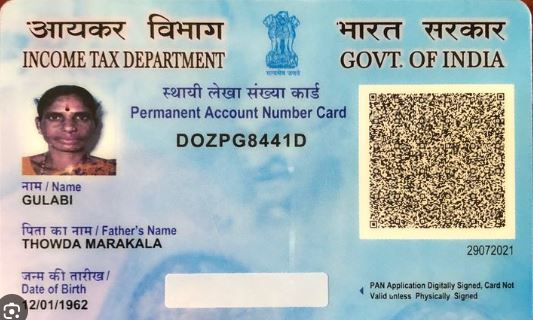 आयकर विभाग
INCOME TAX DEPARTMENT
भारत सरकार
GOVT. OF INDIA
सत्यमेव जयते
स्थायी लेखा संख्या कार्ड
Permanent Account Number Card
DOZPG8441D
नाम / Name
GULABI
पिता का नाम / Father's Name
THOWDA MARAKALA
जन्म की तारीख/
Date of Birth
12/01/1962
29072021
PAN Application Digitally Signed, Card Not
Valid unless Physically Signed